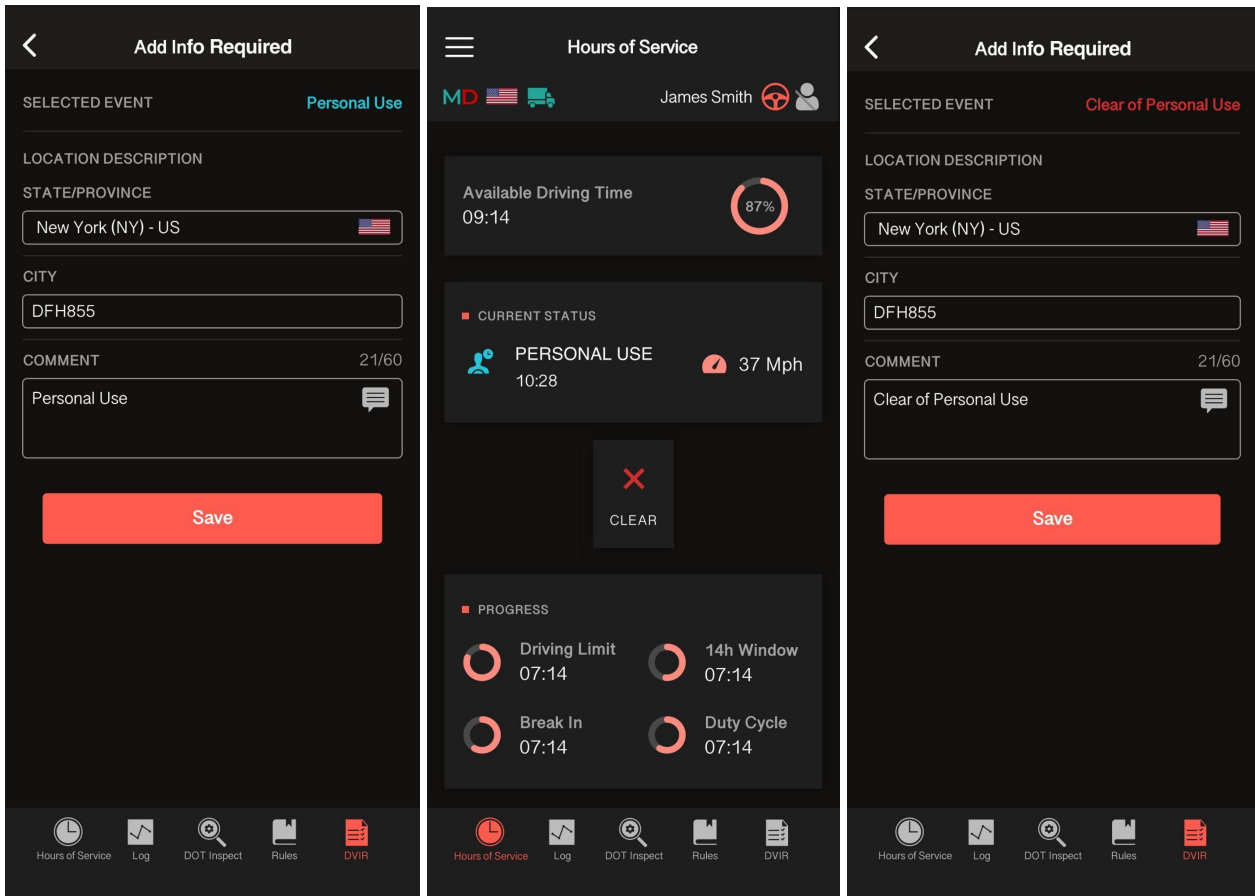 Add Info Required
SELECTED EVENT Personal Use
LOCATION DESCRIPTION
STATE/PROVINCE
New York (NY) - US
CITY
DFH855
COMMENT 21/60
Personal Use
Save
Hours of Service Log DOT Inspect Rules DVIR
Hours of Service
MD James Smith
Available Driving Time
09:14
87%
CURRENT STATUS
PERSONAL USE
10:28
37 Mph
CLEAR
PROGRESS
Driving Limit
07:14
14h Window
07:14
Break In
07:14
Duty Cycle
07:14
Hours of Service Log DOT Inspect Rules DVIR
Add Info Required
SELECTED EVENT Clear of Personal Use
LOCATION DESCRIPTION
STATE/PROVINCE
New York (NY) - US
CITY
DFH855
COMMENT 21/60
Clear of Personal Use
Save
Hours of Service Log DOT Inspect Rules DVIR